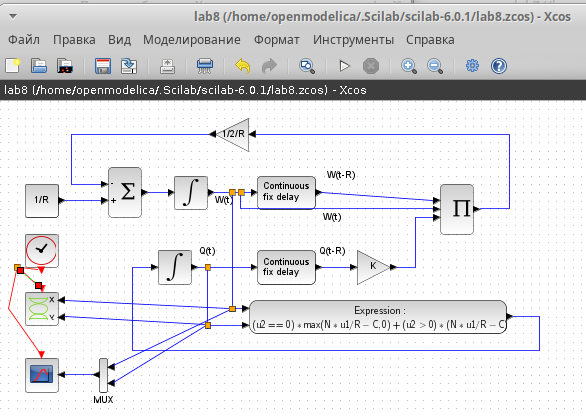 lab8 (/home/openmodelica/.Scilab/scilab-6.0.1/lab8.zcos) - Xcos
Файл Правка Вид Моделирование Формат Инструменты Справка
lab8 (/home/openmodelica/.Scilab/scilab-6.0.1/lab8.zcos) - Xcos
1/2/R
W(t-R)
-
Σ
+
∫
Continuous
fix delay
1/R
W(t)
Π
W(t)
Q(t)
Q(t-R)
∫
Continuous
fix delay
K
X
Y
Expression :
(u2 == 0) * max(N * u1/R − C, 0) + (u2 > 0) * (N * u1/R − C
MUX